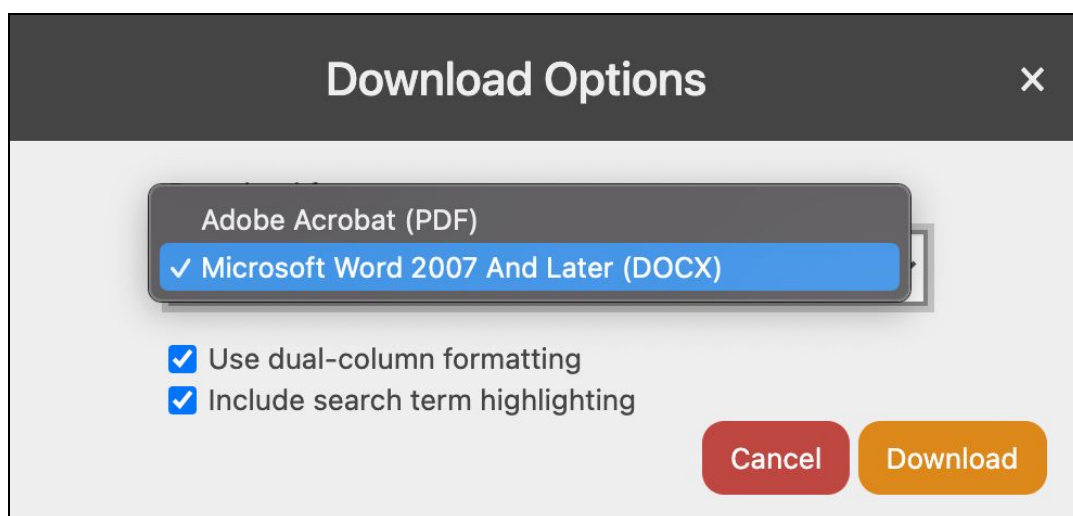 Download Options
×
Adobe Acrobat (PDF)
✓ Microsoft Word 2007 And Later (DOCX)
Use dual-column formatting
Include search term highlighting
Cancel Download